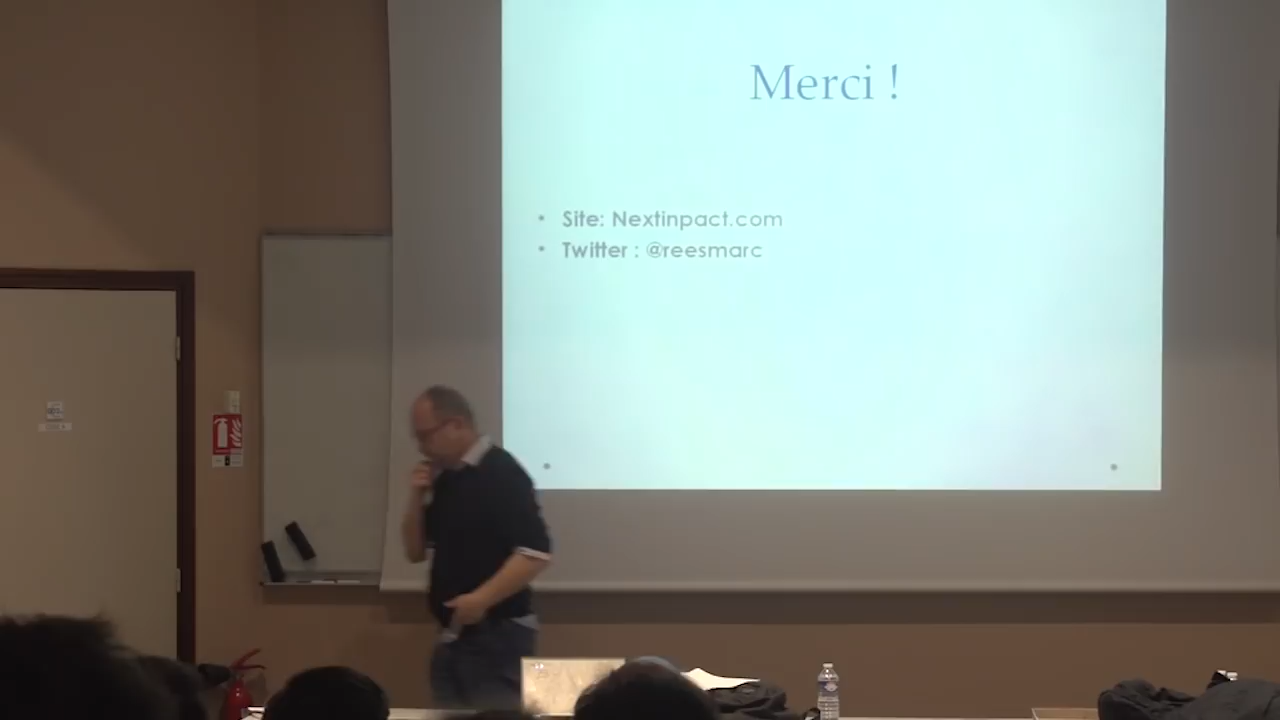 Merci !
• Site: Nextinpact.com
• Twitter : @reesmarc